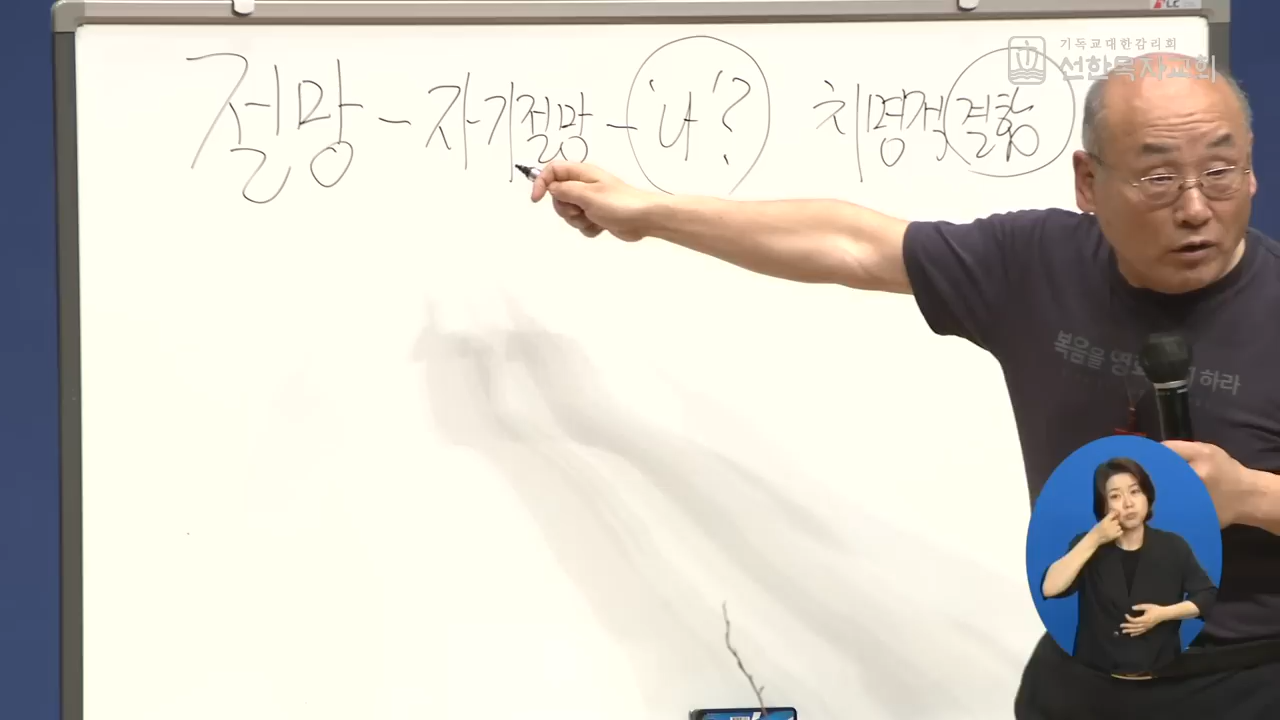 기독교대한감리회
선한목자교회
절망 - 자기절망 - '나'? 치명적 결함
복음을 하라